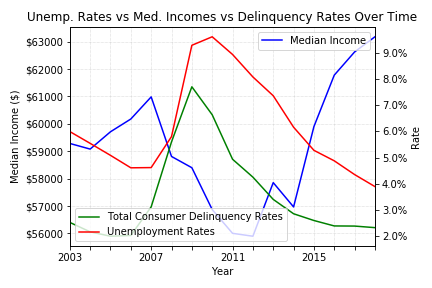 Unemp. Rates vs Med. Incomes vs Delinquency Rates Over Time
$63000
$62000
$61000
$60000
$59000
$58000
$57000
$56000
Median Income ($)
Median Income
9.0%
8.0%
7.0%
6.0%
5.0%
4.0%
3.0%
2.0%
Rate
Total Consumer Delinquency Rates
Unemployment Rates
2003
2007
2011
2015
Year